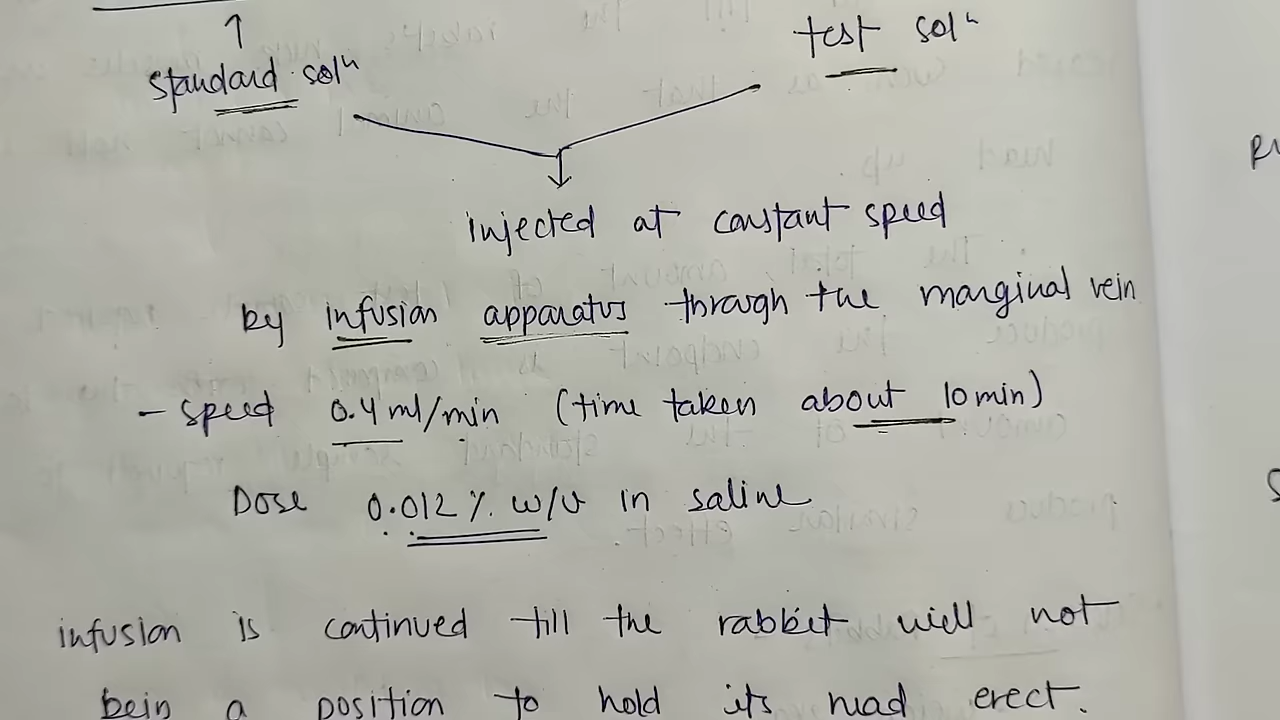 standard solⁿ
test solⁿ
injected at constant speed
by infusion apparatus through the marginal vein
- speed 0.4 ml/min (time taken about 10 min)
Dose 0.012 % w/v in saline
infusion is continued till the rabbit will not
bein a position to hold its head erect.